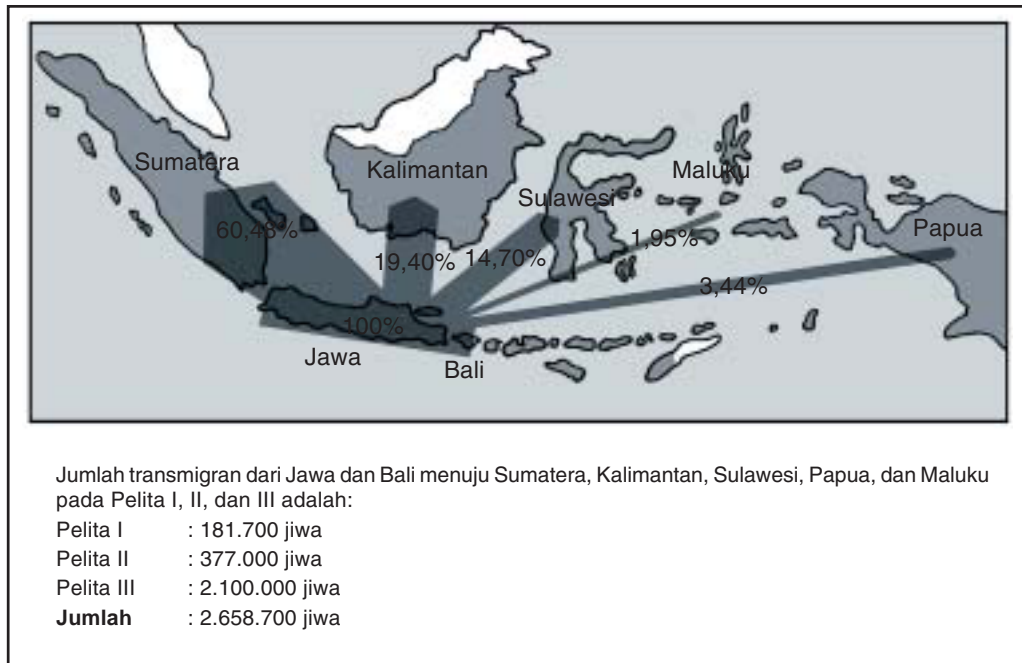 Sumatera
Kalimantan
Maluku
Sulawesi
Papua
60,48%
19,40%
14,70%
1,95%
3,44%
100%
Jawa
Bali
Jumlah transmigran dari Jawa dan Bali menuju Sumatera, Kalimantan, Sulawesi, Papua, dan Maluku
pada Pelita I, II, dan III adalah:
Pelita I : 181.700 jiwa
Pelita II : 377.000 jiwa
Pelita III : 2.100.000 jiwa
Jumlah : 2.658.700 jiwa